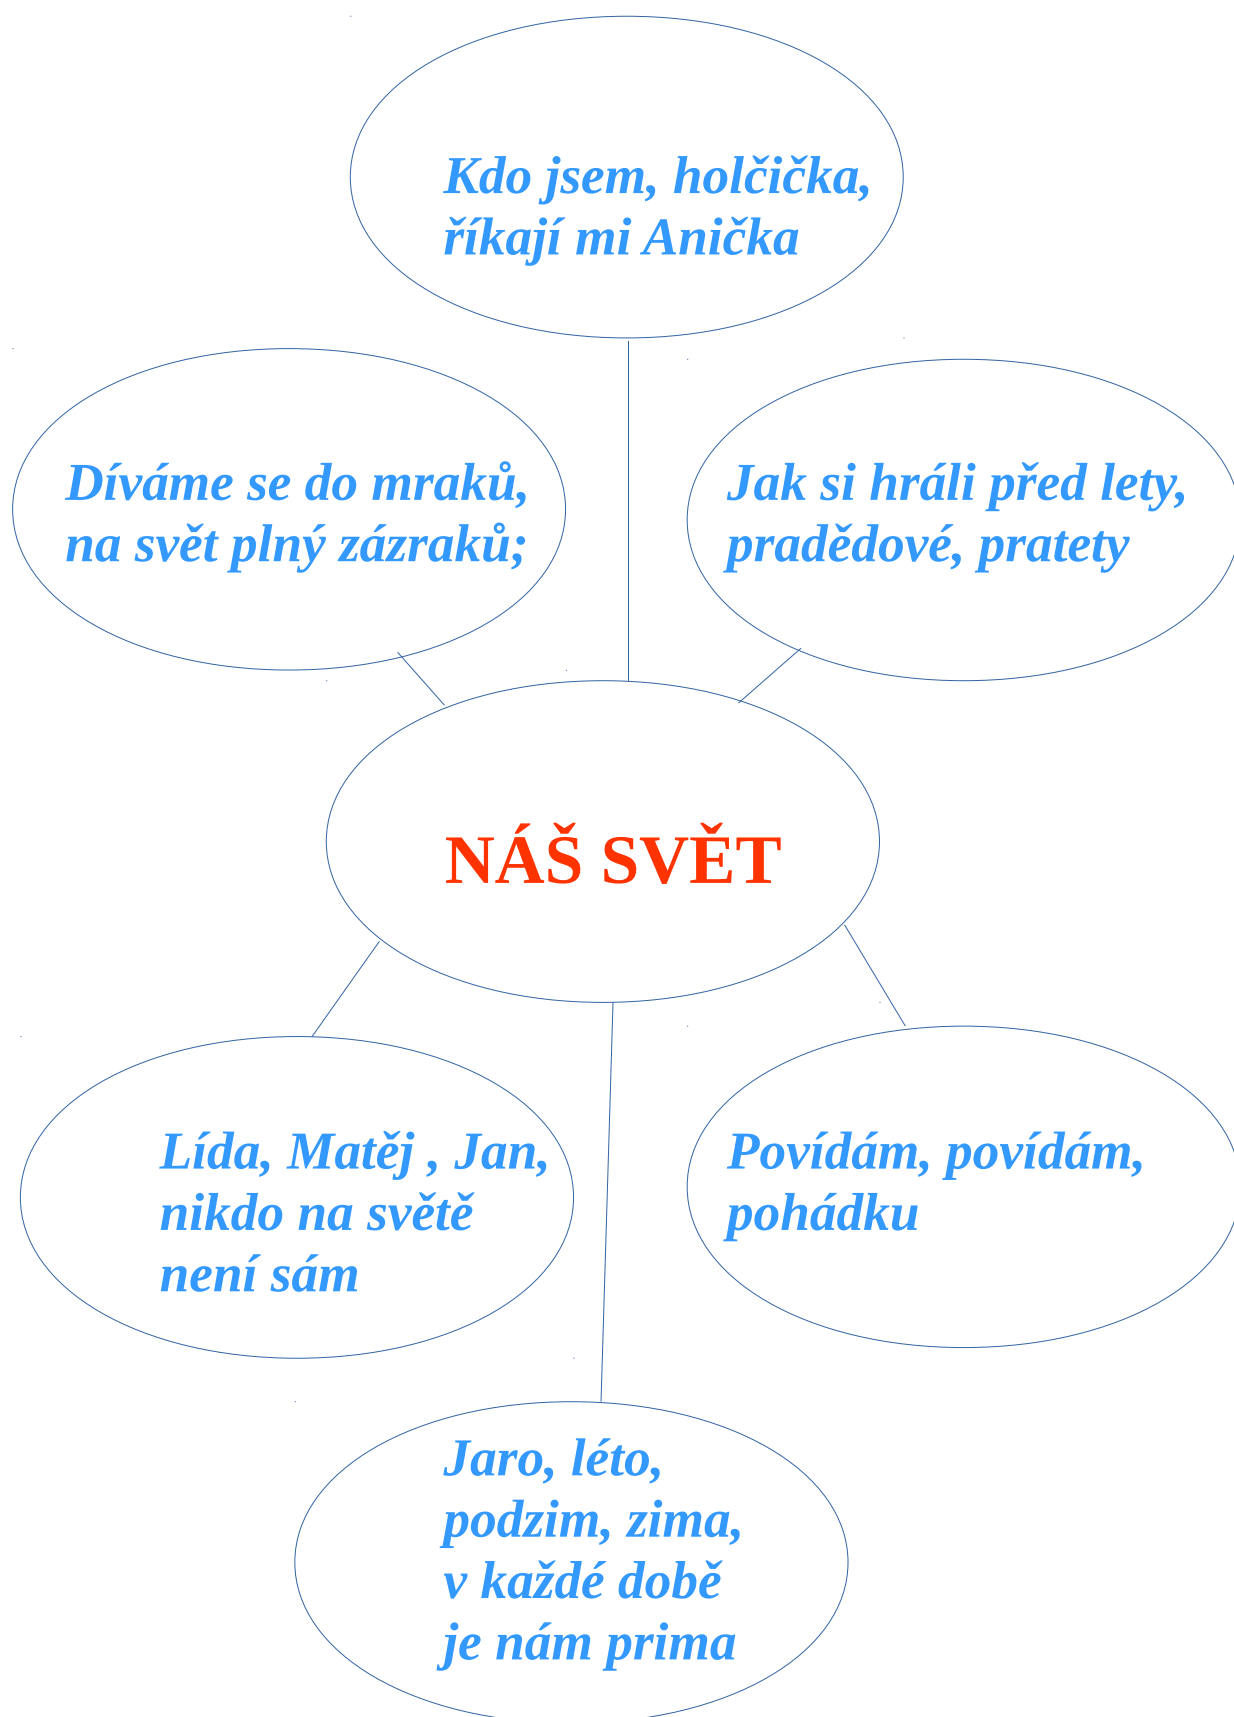 Kdo jsem, holčička,
říkají mi Anička
Díváme se do mraků,
na svět plný zázraků;
Jak si hráli před lety,
pradědové, pratety
NÁŠ SVĚT
Lída, Matěj , Jan,
nikdo na světě
není sám
Povídám, povídám,
pohádku
Jaro, léto,
podzim, zima,
v každé době
je nám prima